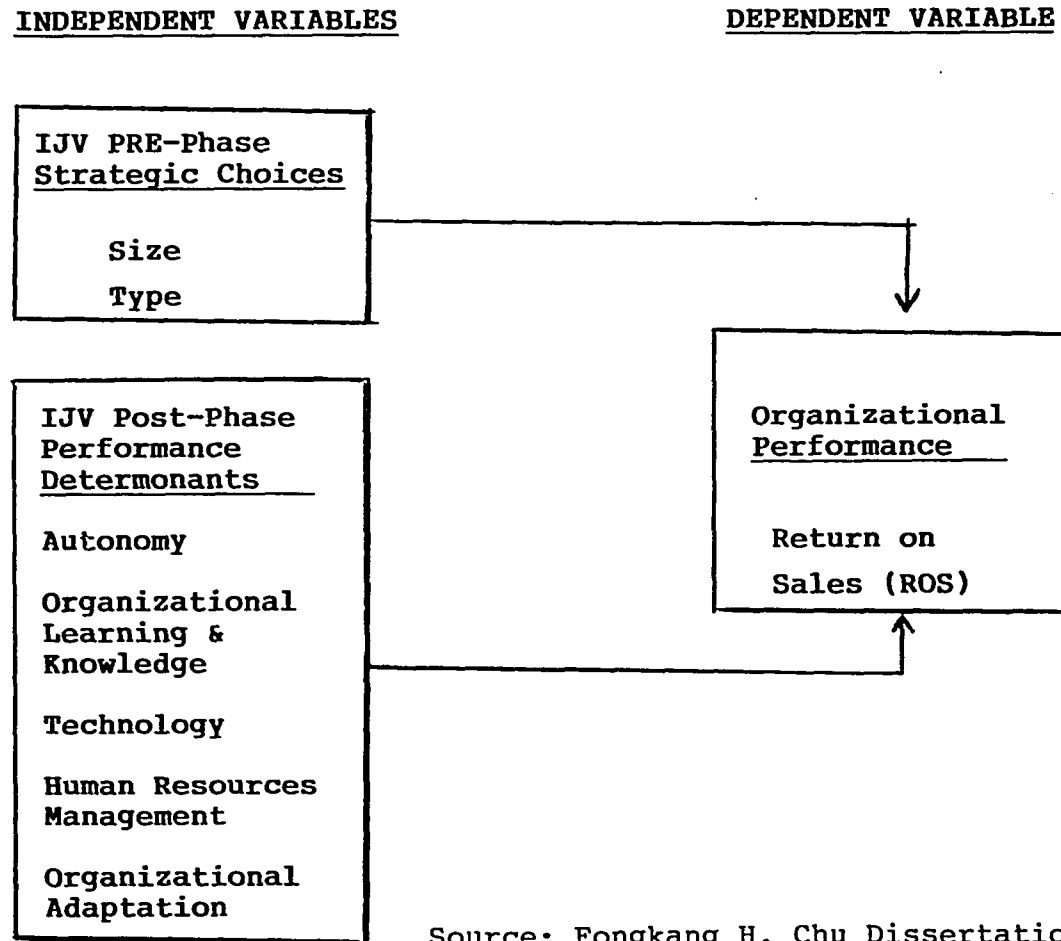 INDEPENDENT VARIABLES
DEPENDENT VARIABLE
IJV PRE-Phase
Strategic Choices
Size
Type
IJV Post-Phase
Performance
Determonants
Autonomy
Organizational
Learning &
Knowledge
Technology
Human Resources
Management
Organizational
Adaptation
Organizational
Performance
Return on
Sales (ROS)
Source: Fongkang H. Chu Dissertatio